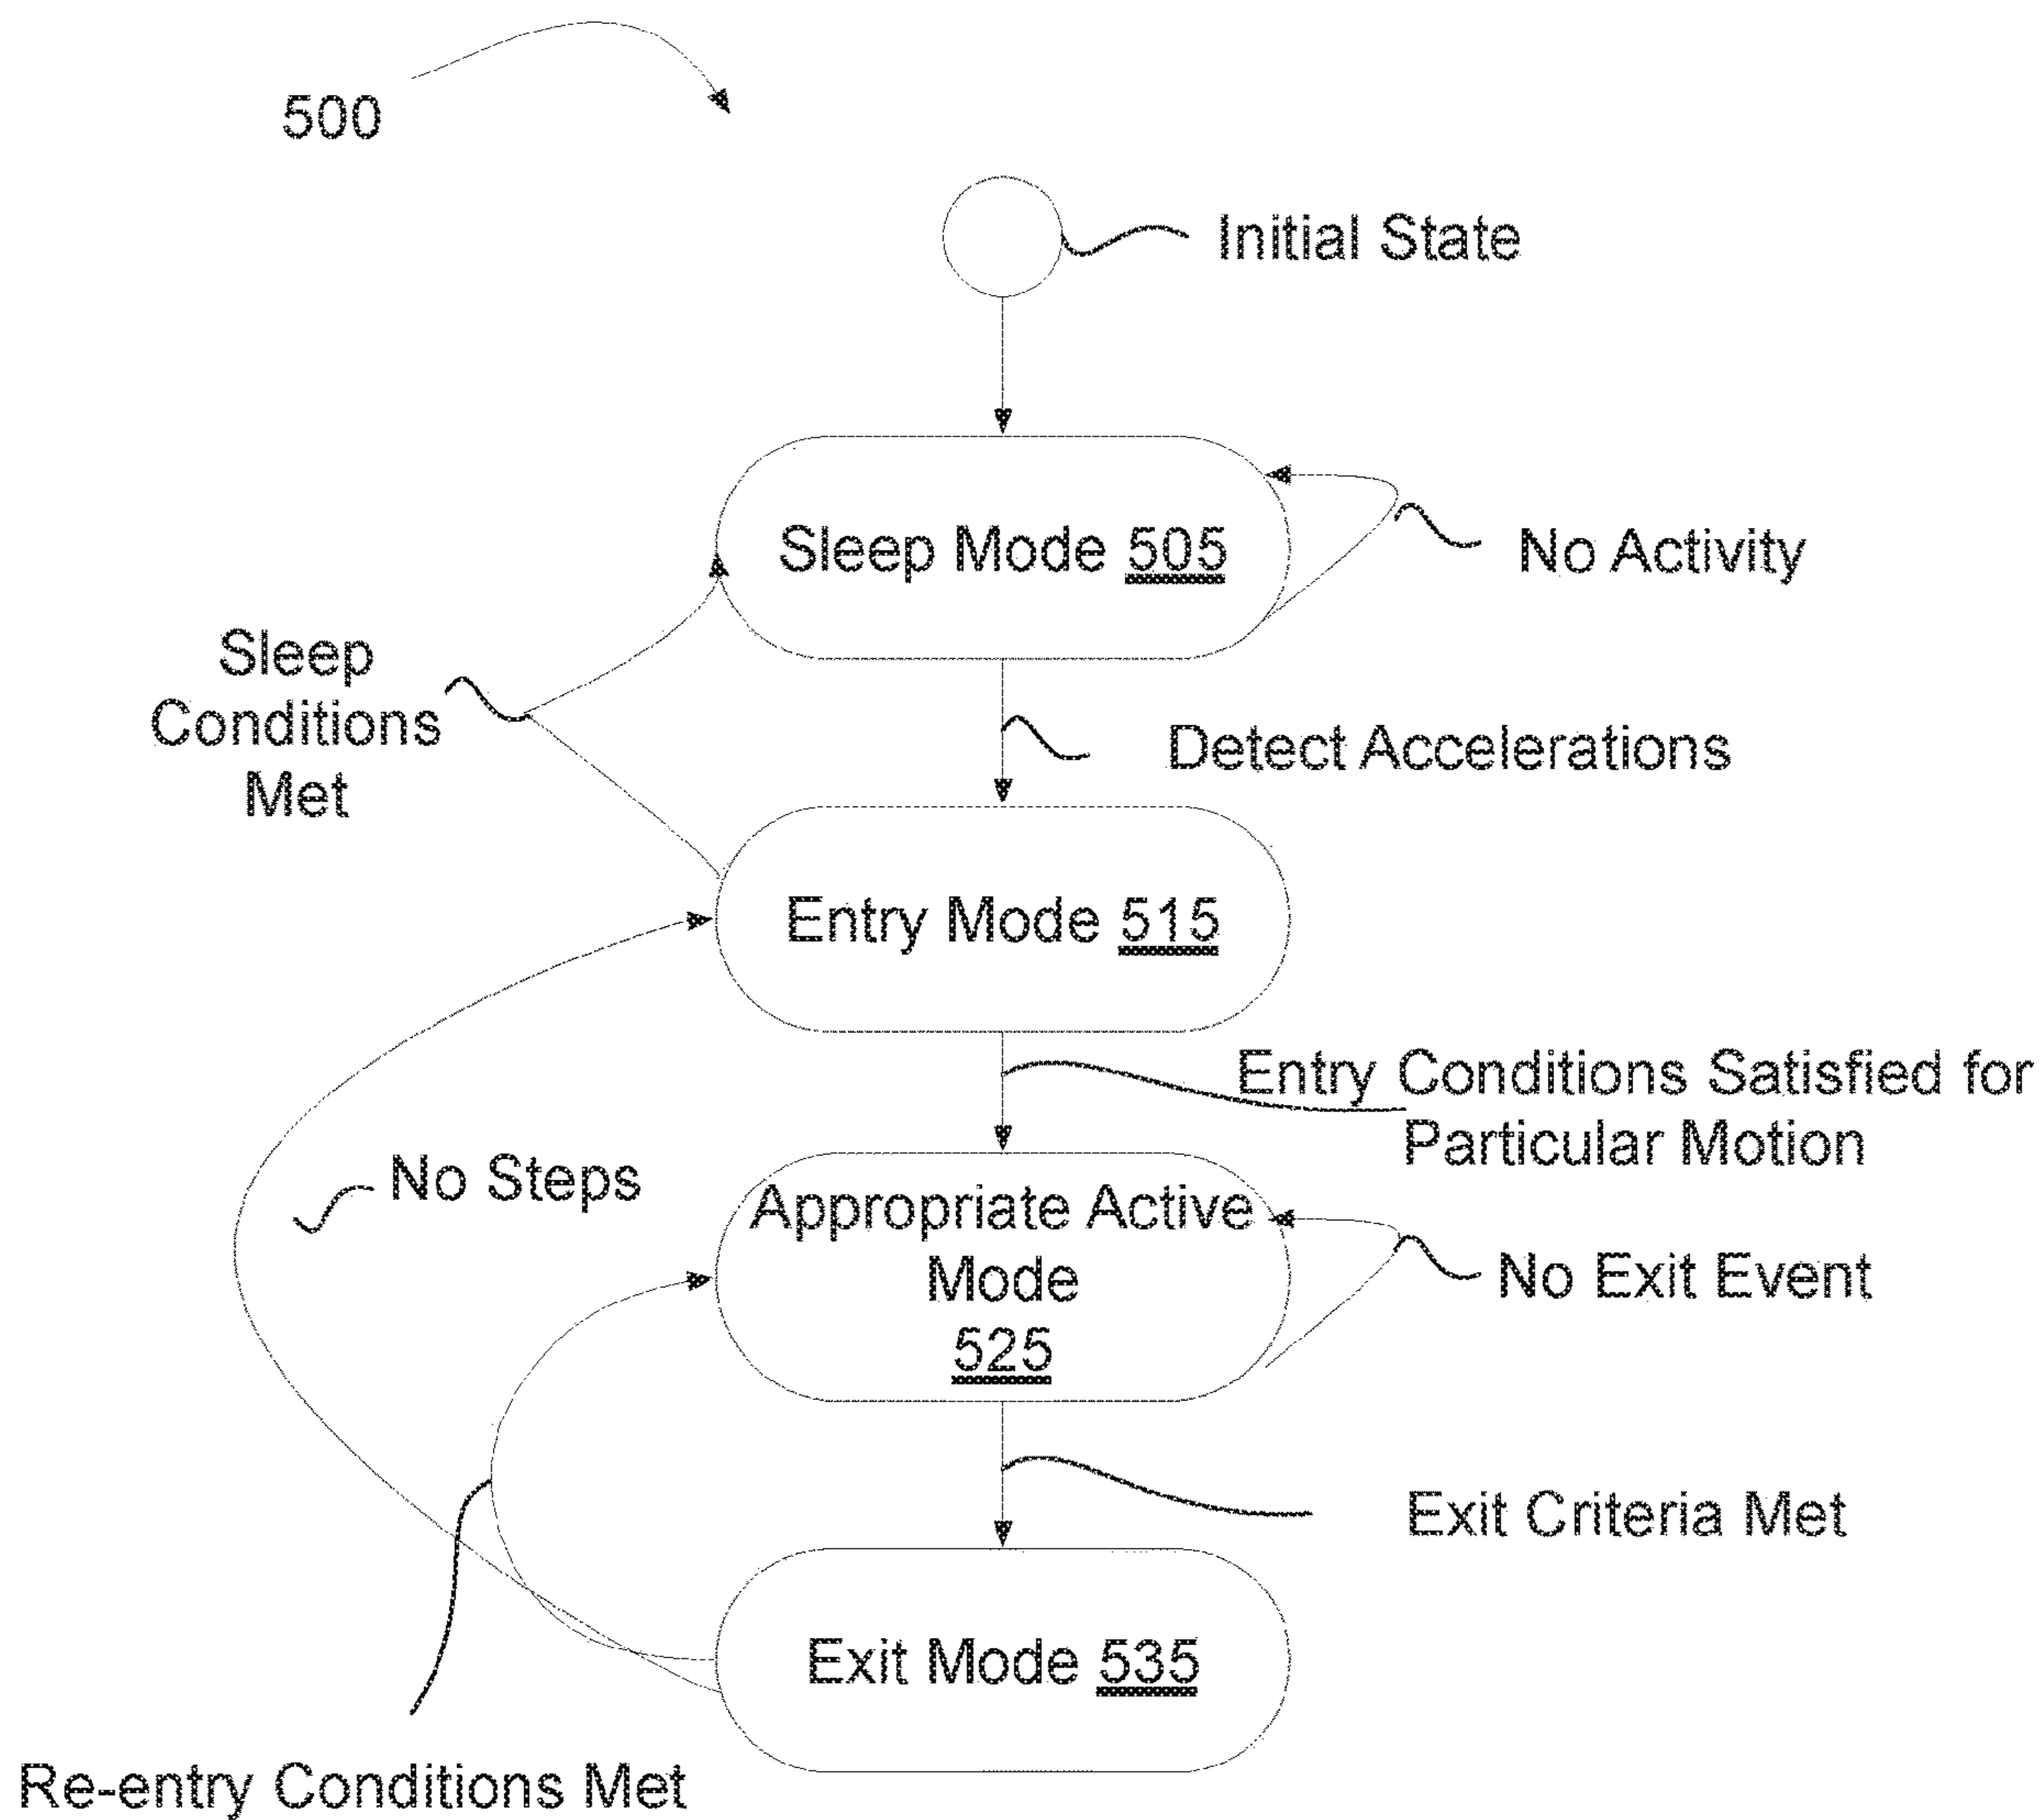 500
Initial State
Sleep Mode 505
No Activity
Sleep
Conditions
Met
Detect Accelerations
Entry Mode 515
Entry Conditions Satisfied for
Particular Motion
No Steps
Appropriate Active
Mode
525
No Exit Event
Exit Criteria Met
Exit Mode 535
Re-entry Conditions Met